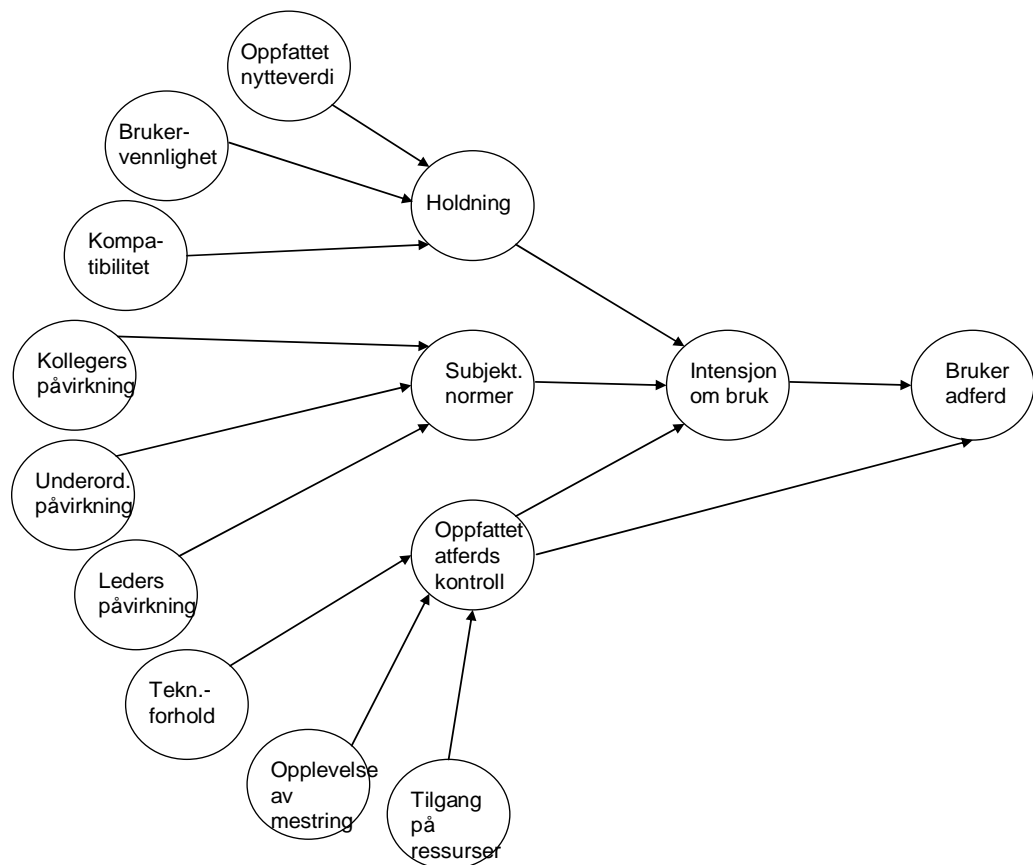 Oppfattet
nytteverdi
Bruker-
vennlighet
Holdning
Kompa-
tibilitet
Kollegers
påvirkning
Subjekt.
normer
Intensjon
om bruk
Bruker
adferd
Underord.
påvirkning
Oppfattet
atferds
kontroll
Leders
påvirkning
Tekn.-
forhold
Opplevelse
av
mestring
Tilgang
på
ressurser